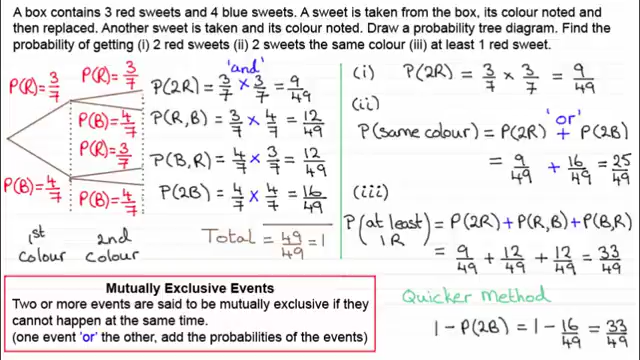 A box contains 3 red sweets and 4 blue sweets. A sweet is taken from the box, its colour noted and
then replaced. Another sweet is taken and its colour noted. Draw a probability tree diagram. Find the
probability of getting (i) 2 red sweets (ii) 2 sweets the same colour (iii) at least 1 red sweet.
P(R)= 3/7
P(R)= 3/7
P(B)= 4/7
P(R)= 3/7
P(B)= 4/7
P(B)= 4/7
1st colour
2nd colour
'and'
P(2R) = 3/7 × 3/7 = 9/49
P(R,B) = 3/7 × 4/7 = 12/49
P(B,R) = 4/7 × 3/7 = 12/49
P(2B) = 4/7 × 4/7 = 16/49
Total = 49/49 = 1
Mutually Exclusive Events
Two or more events are said to be mutually exclusive if they
cannot happen at the same time.
(one event 'or' the other, add the probabilities of the events)
(i) P(2R) = 3/7 × 3/7 = 9/49
(ii)
'or'
P(same colour) = P(2R) + P(2B)
= 9/49 + 16/49 = 25/49
(iii)
P(at least 1R) = P(2R) + P(R,B) + P(B,R)
= 9/49 + 12/49 + 12/49 = 33/49
Quicker Method
1 - P(2B) = 1 - 16/49 = 33/49